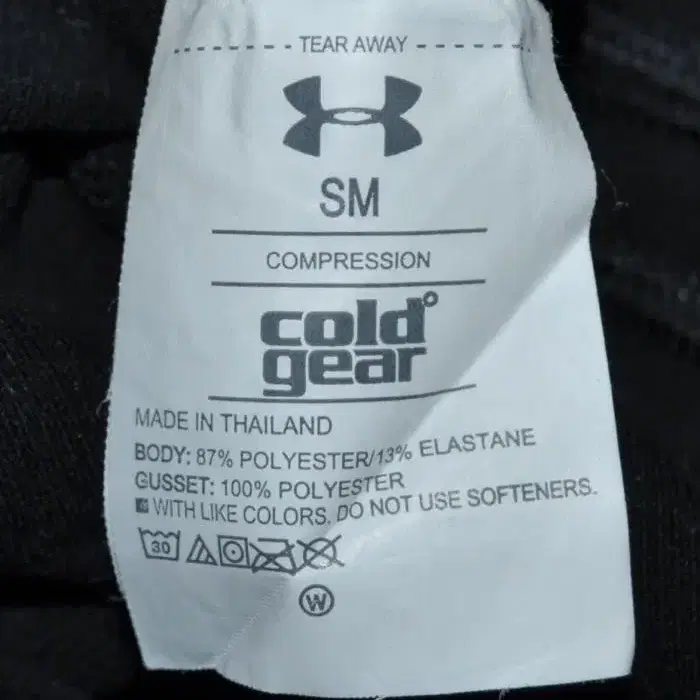 TEAR AWAY
SM
COMPRESSION
cold
gear
MADE IN THAILAND
BODY: 87% POLYESTER/13% ELASTANE
GUSSET: 100% POLYESTER
WITH LIKE COLORS. DO NOT USE SOFTENERS.
30
W